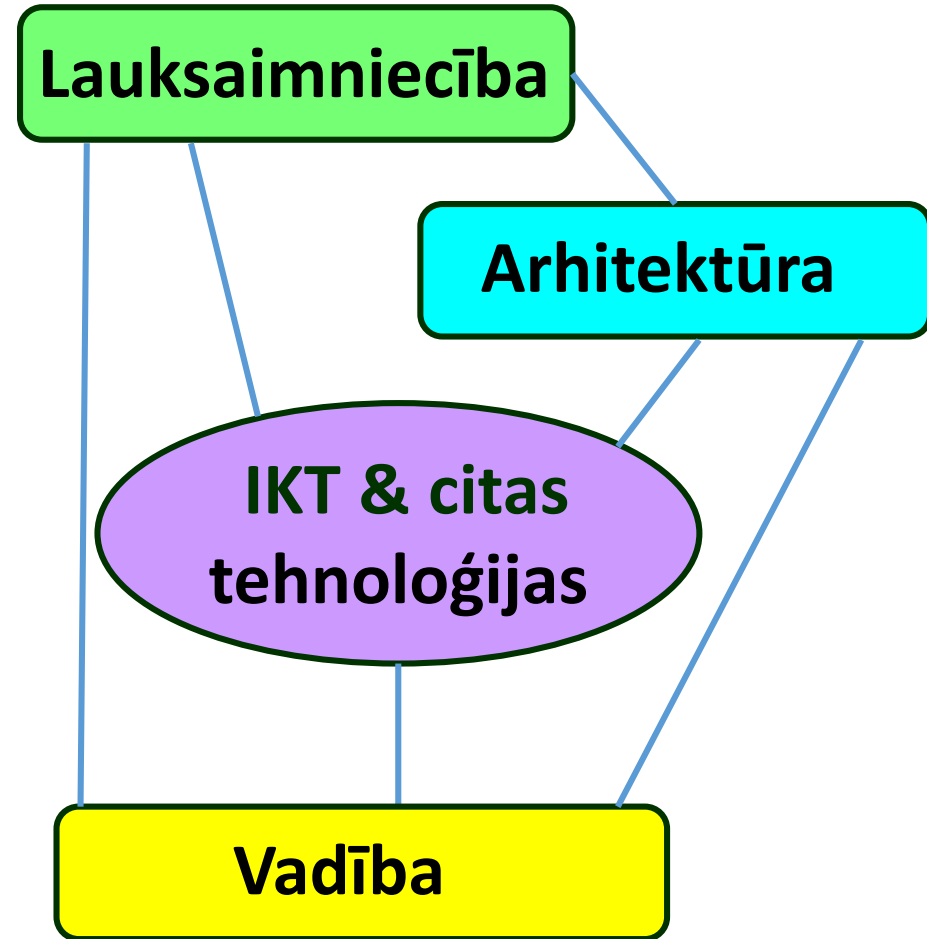 Lauksaimniecība
Arhitektūra
IKT & citas
tehnoloģijas
Vadība